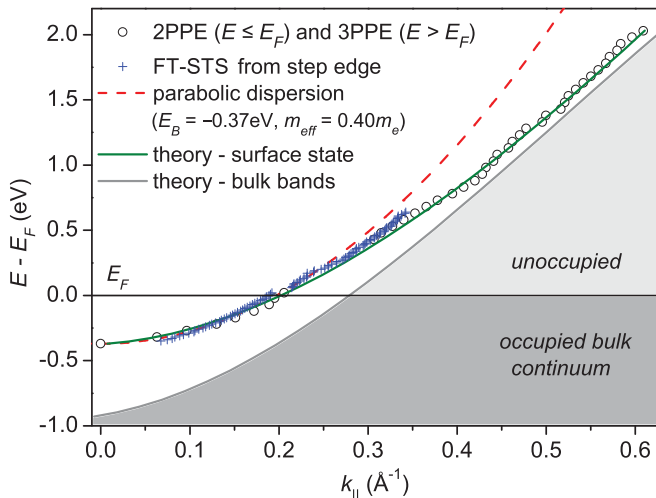 2PPE (E ≤ E_F) and 3PPE (E > E_F)
FT-STS from step edge
parabolic dispersion
(E_B = −0.37eV, m_eff = 0.40m_e)
theory - surface state
theory - bulk bands
E - E_F (eV)
2.0
1.5
1.0
0.5
0.0
-0.5
-1.0
E_F
unoccupied
occupied bulk
continuum
0.0 0.1 0.2 0.3 0.4 0.5 0.6
k_|| (Å⁻¹)